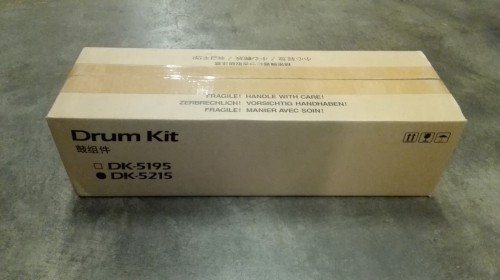 FRAGILE! HANDLE WITH CARE!
ZERBRECHLICH! VORSICHTIG HANDHABEN!
FRAGILE! MANIER AVEC SOIN!
Drum Kit
鼓组件
DK-5195
DK-5215